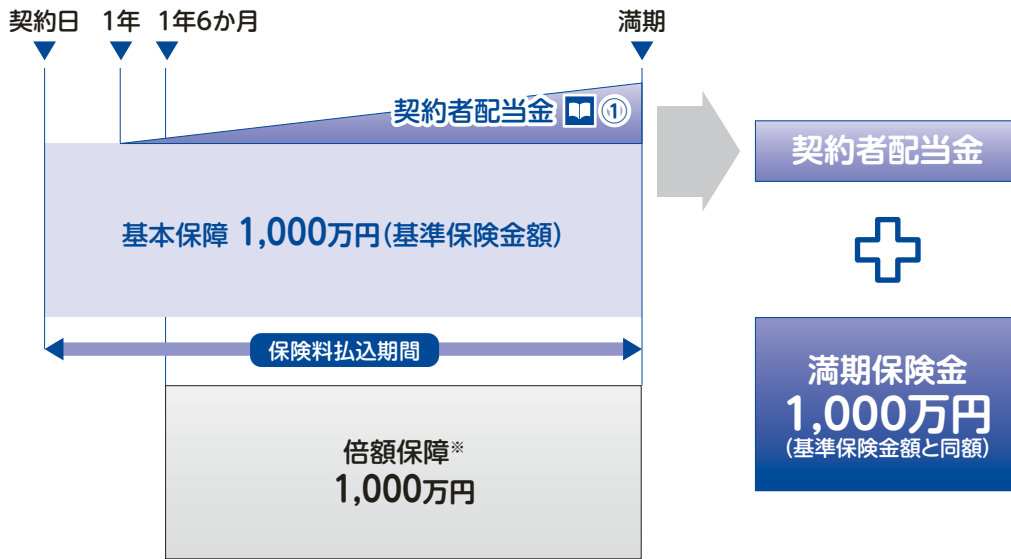 契約日 1年 1年6か月 満期
契約者配当金 ①
基本保障 1,000万円(基準保険金額)
保険料払込期間
倍額保障※
1,000万円
契約者配当金
満期保険金
1,000万円
(基準保険金額と同額)